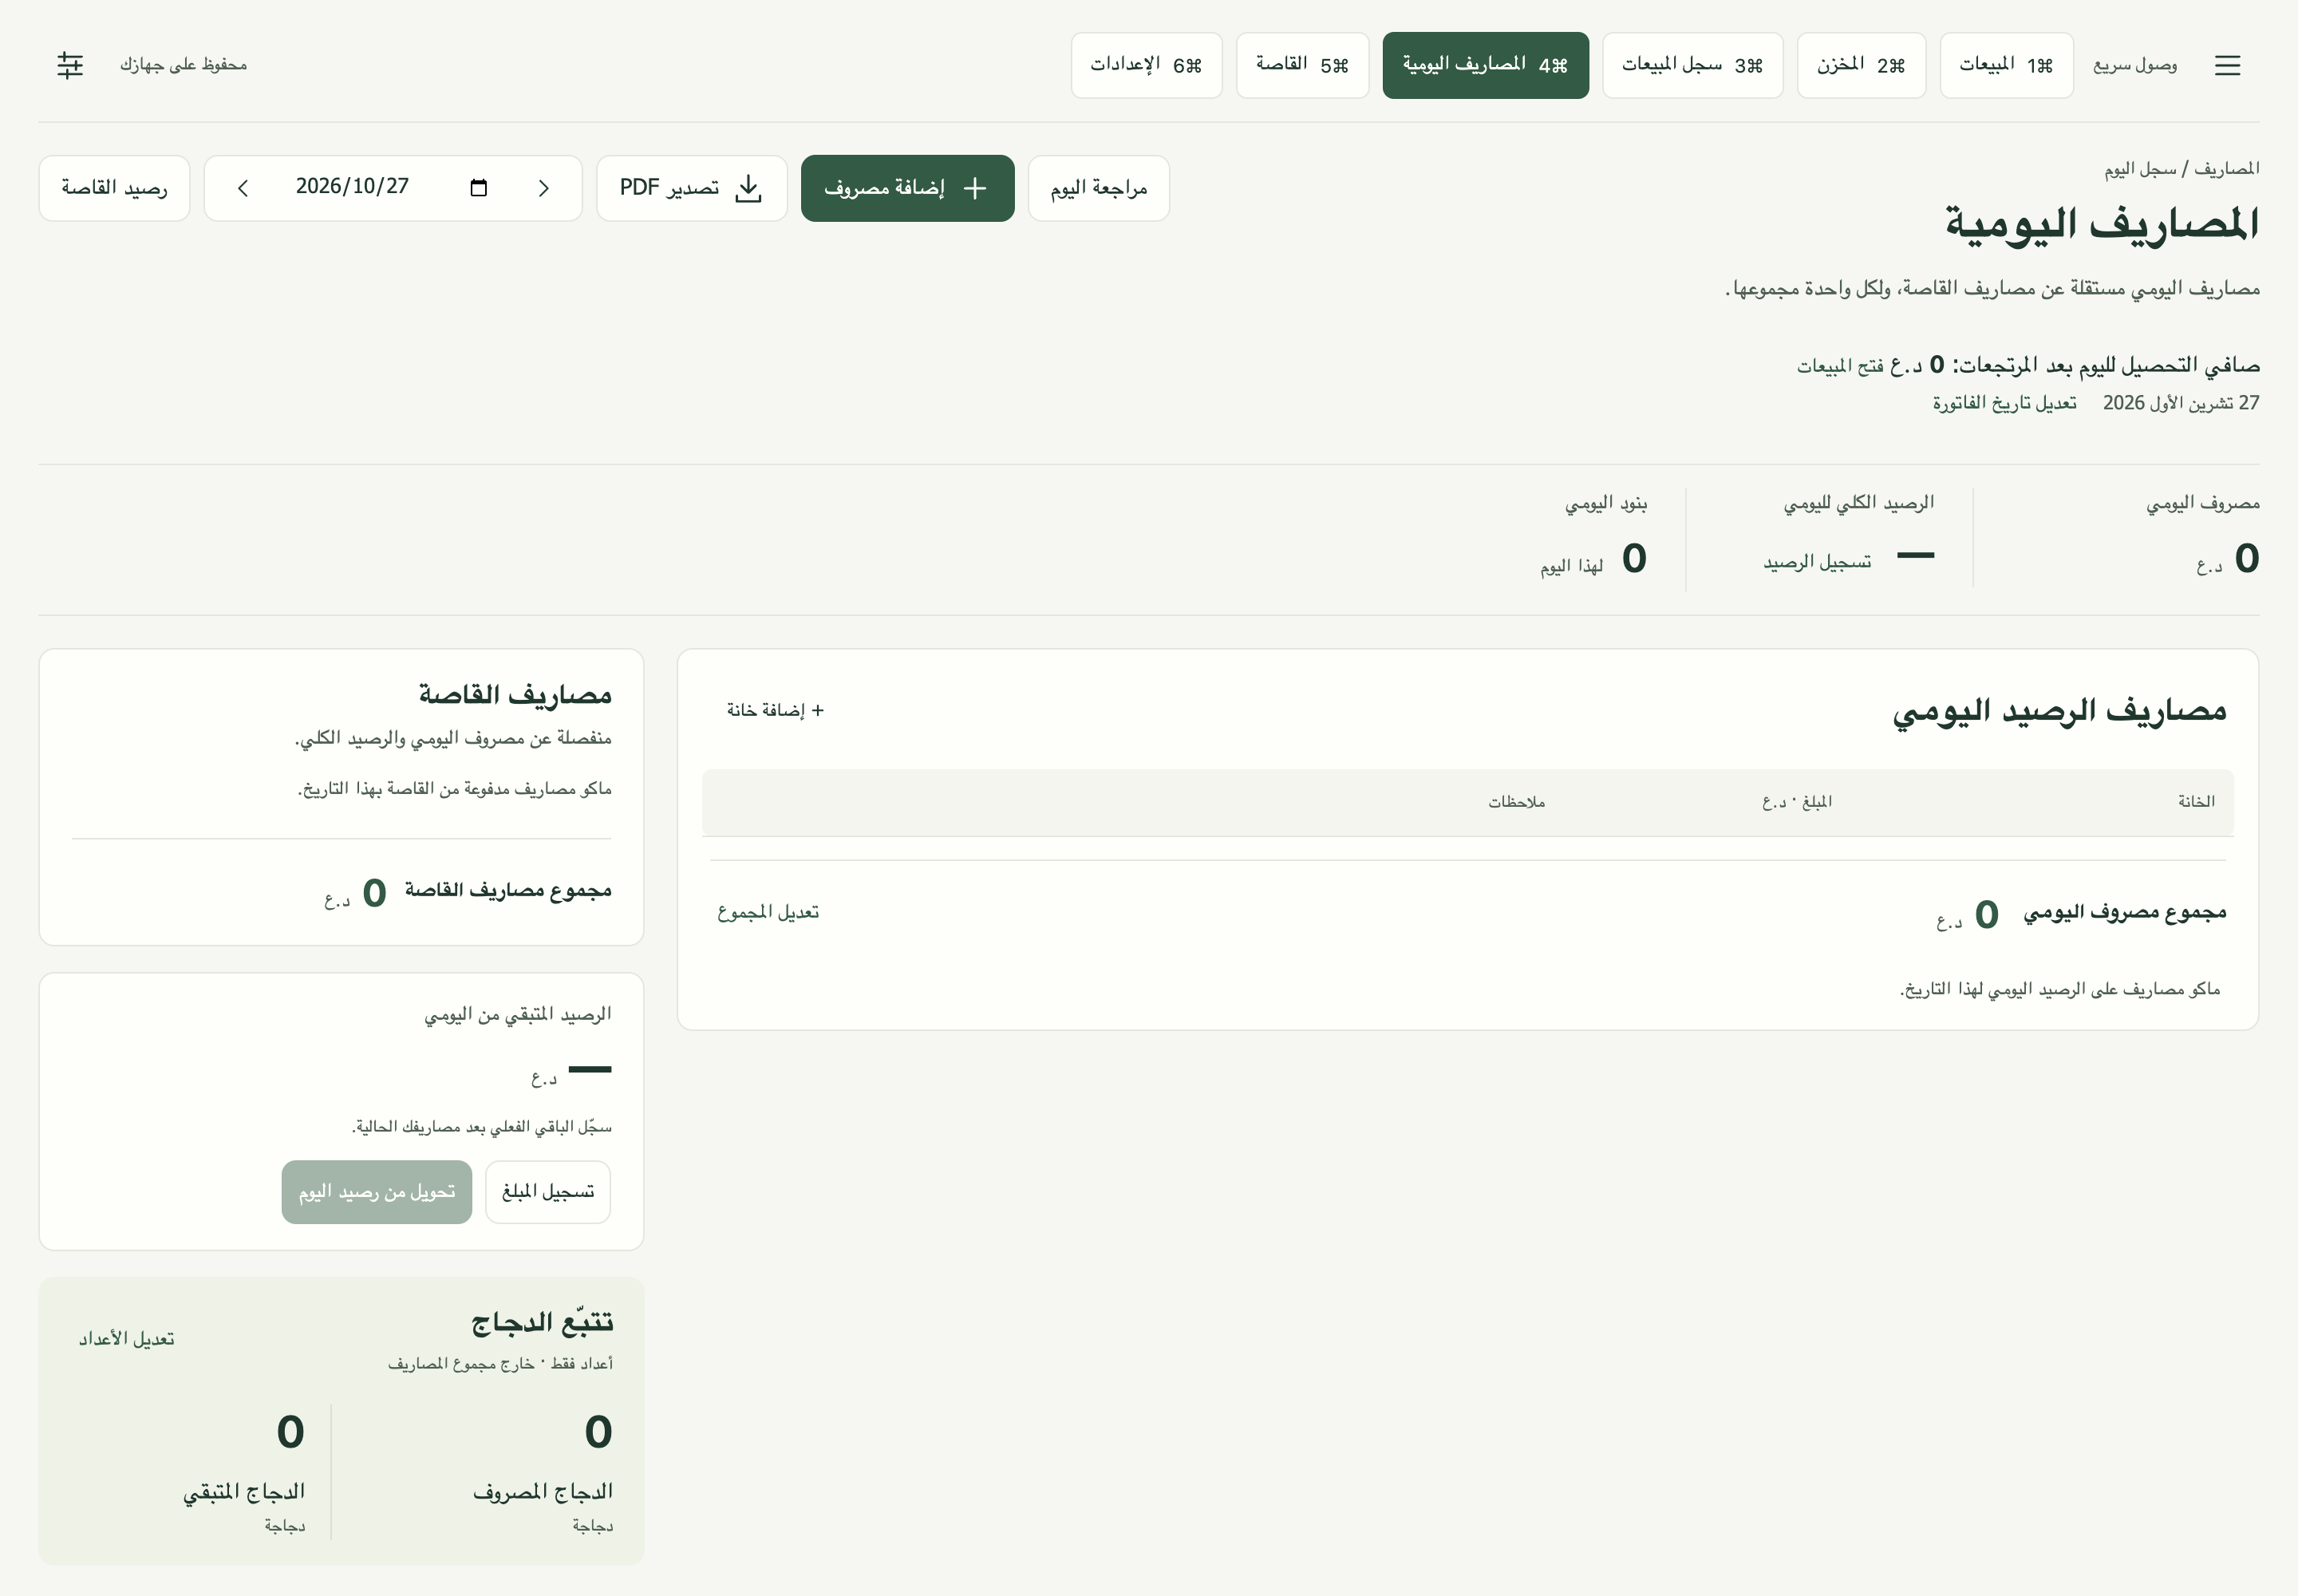 وصول سريع
⌘1 المبيعات
⌘2 المخزن
⌘3 سجل المبيعات
⌘4 المصاريف اليومية
⌘5 القاصة
⌘6 الإعدادات
محفوظ على جهازك
المصاريف / سجل اليوم
المصاريف اليومية
مصاريف اليومي مستقلة عن مصاريف القاصة، ولكل واحدة مجموعها.
مراجعة اليوم
إضافة مصروف
تصدير PDF
2026/10/27
رصيد القاصة
صافي التحصيل لليوم بعد المرتجعات: 0 د.ع فتح المبيعات
27 تشرين الأول 2026 تعديل تاريخ الفاتورة
مصروف اليومي
0 د.ع
الرصيد الكلي لليومي
— تسجيل الرصيد
بنود اليومي
0 لهذا اليوم
مصاريف الرصيد اليومي
+ إضافة خانة
الخانة المبلغ · د.ع ملاحظات
مجموع مصروف اليومي 0 د.ع
تعديل المجموع
ماكو مصاريف على الرصيد اليومي لهذا التاريخ.
مصاريف القاصة
منفصلة عن مصروف اليومي والرصيد الكلي.
ماكو مصاريف مدفوعة من القاصة بهذا التاريخ.
مجموع مصاريف القاصة 0 د.ع
الرصيد المتبقي من اليومي
— د.ع
سجّل الباقي الفعلي بعد مصاريفك الحالية.
تسجيل المبلغ
تحويل من رصيد اليوم
تتبّع الدجاج
أعداد فقط · خارج مجموع المصاريف
تعديل الأعداد
0
الدجاج المصروف
دجاجة
0
الدجاج المتبقي
دجاجة